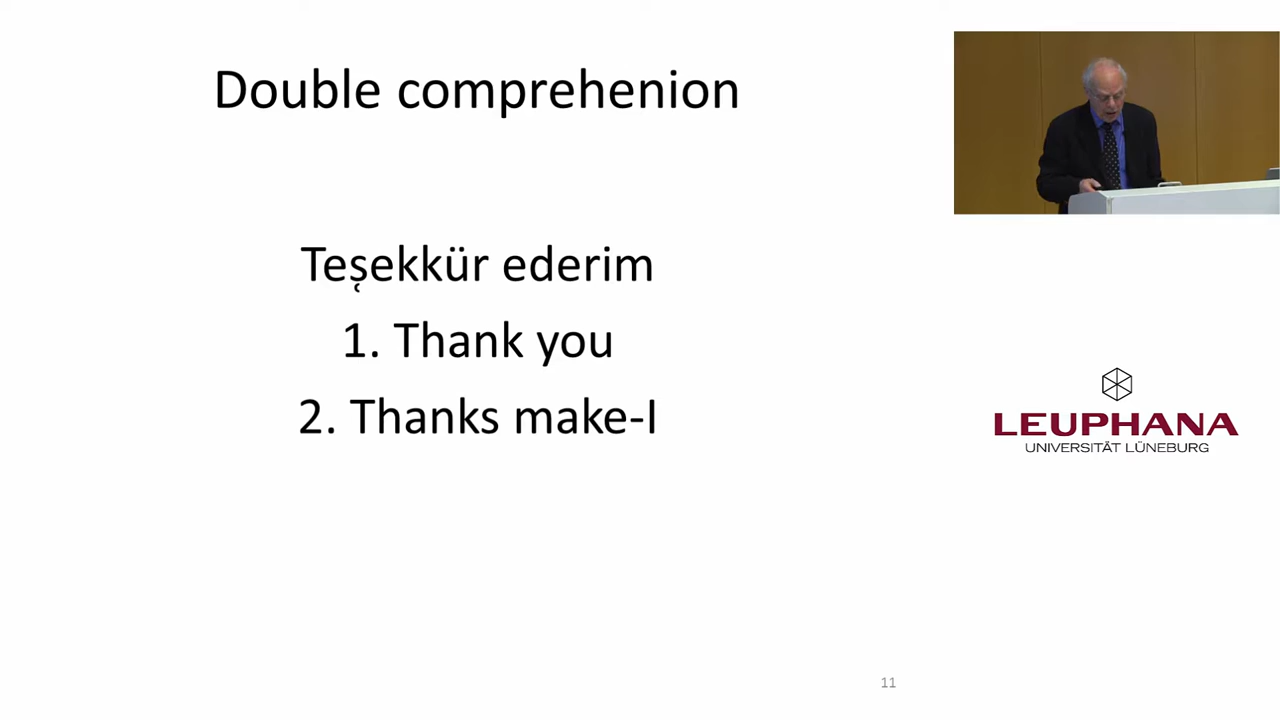 Double comprehenion
Teşekkür ederim
1. Thank you
2. Thanks make-I
LEUPHANA
UNIVERSITÄT LÜNEBURG
11